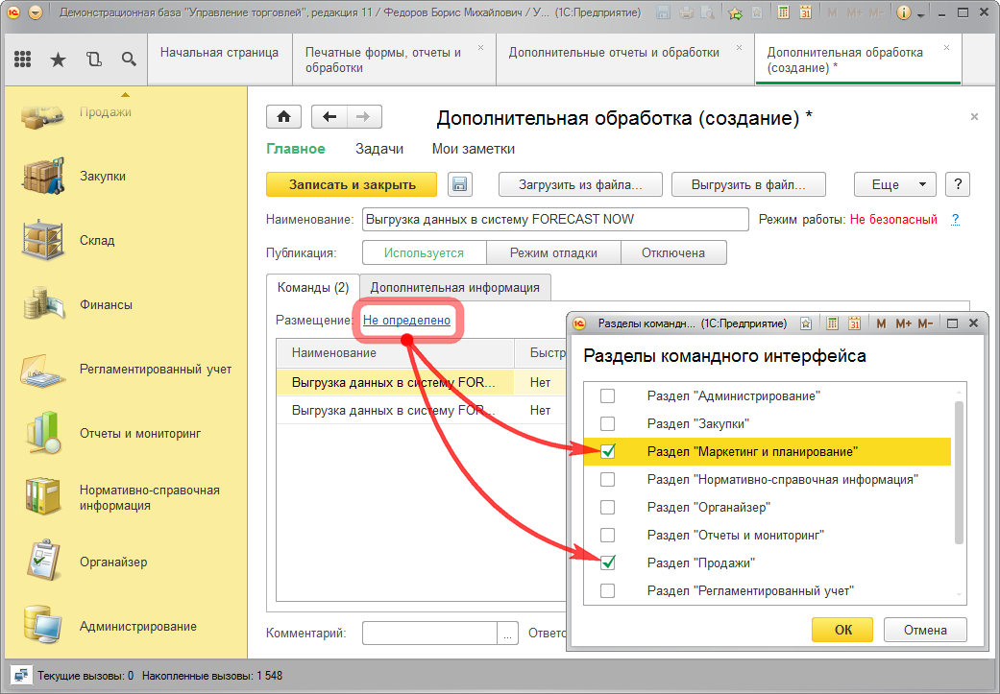 Демонстрационная база "Управление торговлей", редакция 11 / Федоров Борис Михайлович / У... (1С:Предприятие)
31 M M+ M-
Начальная страница
Печатные формы, отчеты и
обработки
Дополнительные отчеты и обработки
Дополнительная обработка
(создание) *
Продажи
Закупки
Склад
Финансы
Регламентированный учет
Отчеты и мониторинг
Нормативно-справочная
информация
Органайзер
Администрирование
Дополнительная обработка (создание) *
Главное Задачи Мои заметки
Записать и закрыть Загрузить из файла... Выгрузить в файл... Еще ?
Наименование: Выгрузка данных в систему FORECAST NOW Режим работы: Не безопасный ?
Публикация: Используется Режим отладки Отключена
Команды (2) Дополнительная информация
Размещение: Не определено
Наименование Быстр
Выгрузка данных в систему FOR... Нет
Выгрузка данных в систему FOR... Нет
Комментарий: ... Ответс
Разделы командн... (1С:Предприятие) 31 M M+ M-
Разделы командного интерфейса
Раздел "Администрирование"
Раздел "Закупки"
Раздел "Маркетинг и планирование"
Раздел "Нормативно-справочная информация"
Раздел "Органайзер"
Раздел "Отчеты и мониторинг"
Раздел "Продажи"
Раздел "Регламентированный учет"
ОК Отмена
Текущие вызовы: 0 Накопленные вызовы: 1 548